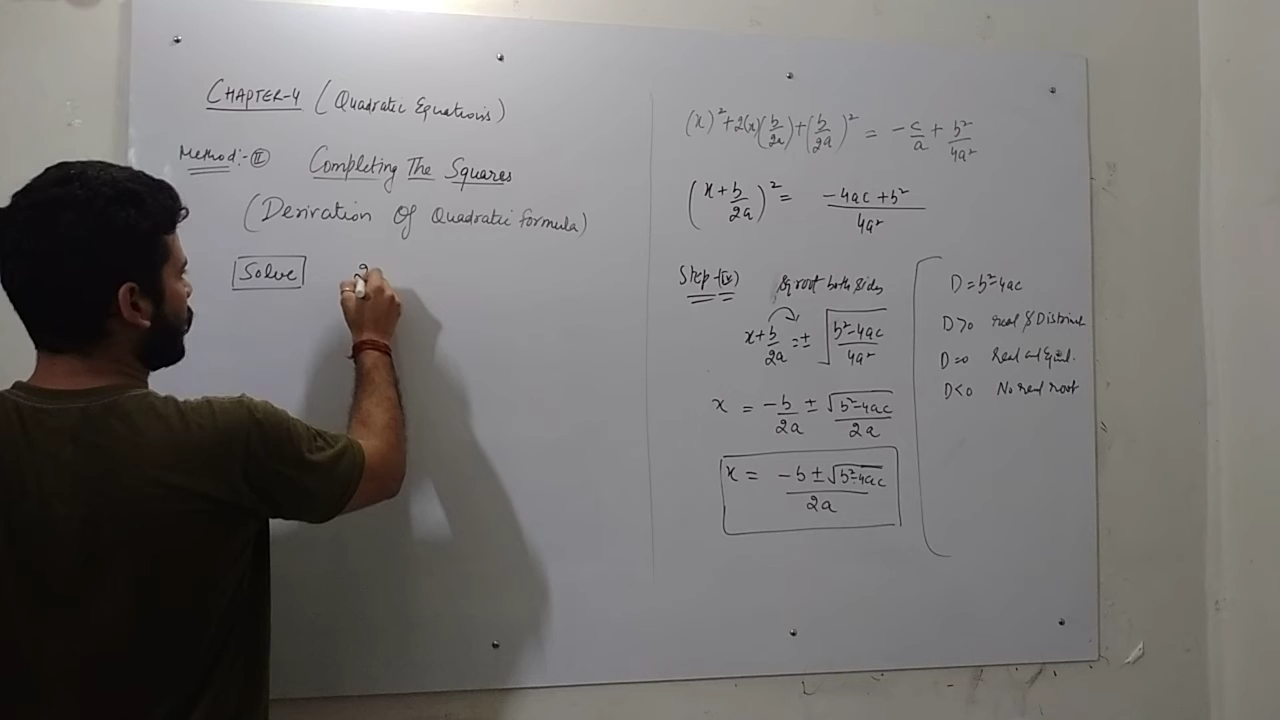 CHAPTER-4 (Quadratic Equations)
Method:- II Completing The Squares
(Derivation Of Quadratic formula)
Solve 2
(x)² + 2(x)(b/2a) + (b/2a)² = -c/a + b²/4a²
(x + b/2a)² = (-4ac + b²)/4a²
Step-(IV) Sq root both sides
x + b/2a = ± √((b²-4ac)/4a²)
x = -b/2a ± √(b²-4ac)/2a
x = (-b ± √(b²-4ac))/2a
D = b²-4ac
D>0 real & Distinct
D=0 Real and Equal.
D<0 No real root